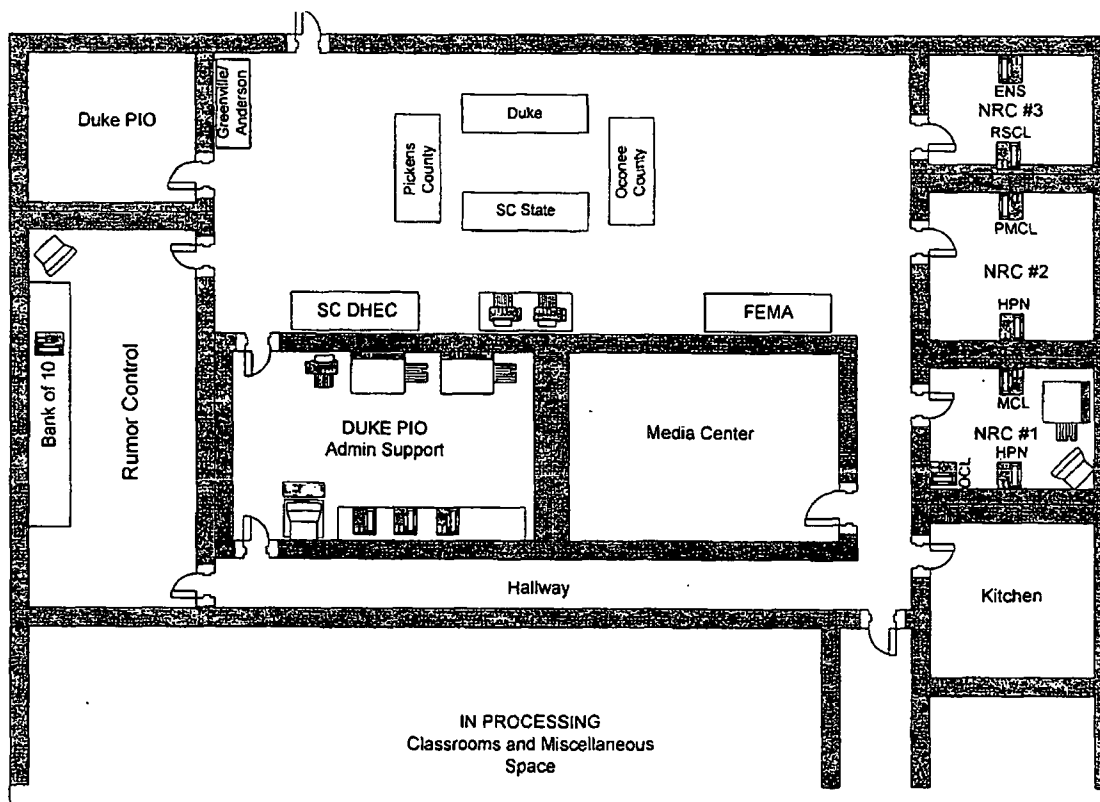 Duke PIO
Greenville/
Anderson
Pickens
County
Duke
SC State
Oconee
County
ENS
NRC #3
RSCL
PMCL
NRC #2
HPN
MCL
NRC #1
HPN
OCL
SC DHEC
FEMA
Bank of 10
Rumor Control
DUKE PIO
Admin Support
Media Center
Hallway
Kitchen
IN PROCESSING
Classrooms and Miscellaneous
Space